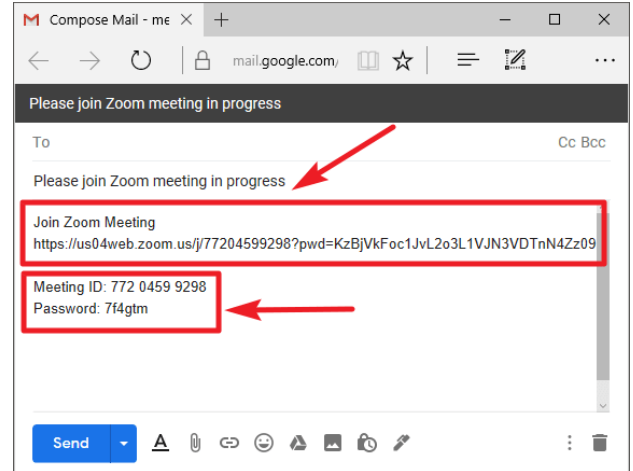 Compose Mail - me
mail.google.com/
Please join Zoom meeting in progress
To
Cc Bcc
Please join Zoom meeting in progress
Join Zoom Meeting
https://us04web.zoom.us/j/77204599298?pwd=KzBjVkFoc1JvL2o3L1VJN3VDTnN4Zz09
Meeting ID: 772 0459 9298
Password: 7f4gtm
Send